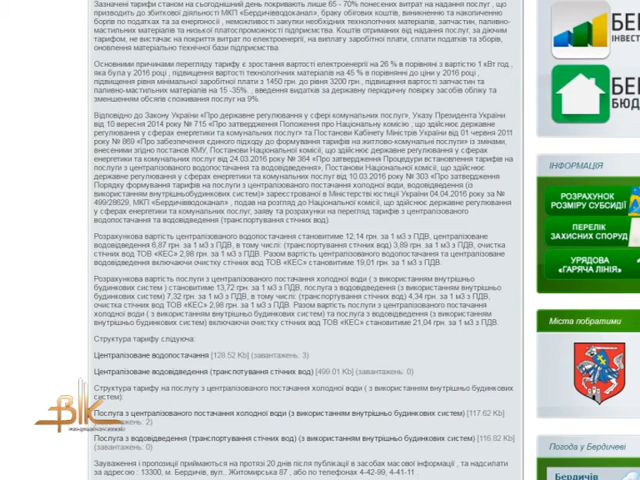 Зазначені тарифи станом на сьогоднішній день покривають лише 65 - 70% понесених витрат на надання послуг , що
призводить до збиткової діяльності МКП «Бердичівводоканал», браку обігових коштів, виникненню та накопиченню
боргів по податках та за енергоносії , неможливості закупки необхідних технологічних матеріалів, запчастин, паливно-
мастильних матеріалів та низької платоспроможності підприємства. Коштів отриманих від надання послуг, за діючим
тарифом, не вистачає на покриття витрат по електроенергії, на виплату заробітної плати, сплати податків та зборів,
оновлення матеріально технічної бази підприємства.
Основними причинами перегляду тарифу є зростання вартості електроенергії на 26 % в порівняні з вартістю 1 кВт год.,
яка була у 2016 році , підвищення вартості технологічних матеріалів на 45 % в порівняні до ціни у 2016 році ,
підвищення рівня мінімальної заробітної плати з 1450 грн. до рівня 3200 грн., підвищення вартості запчастин та
паливно-мастильних матеріалів на 15 -35%. , введення видатків за державну періодичну повірку засобів обліку та
зменшенням обсягів споживання послуг на 9%.
Відповідно до Закону України «Про державне регулювання у сфері комунальних послуг», Указу Президента України
від 10 вересня 2014 року № 715 «Про затвердження Положення про Національну комісію , що здійснює державне
регулювання у сферах енергетики та комунальних послуг» та Постанови Кабінету Міністрів України від 01 червня 2011
року № 869 «Про забезпечення єдиного підходу до формування тарифів на житлово-комунальні послуги» із змінами,
внесеними згідно постанов КМУ, Постанови Національної комісії, що здійснює державне регулювання у сферах
енергетики та комунальних послуг від 24.03.2016 року № 364 «Про затвердження Процедури встановлення тарифів на
послуги з централізованого водопостачання та водовідведення», Постанови Національної комісії, що здійснює
державне регулювання у сферах енергетики та комунальних послуг від 10.03.2016 року № 303 «Про затвердження
Порядку формування тарифів на послуги з централізованого постачання холодної води, водовідведення (із
використанням внутрішньобудинкових систем)» зареєстрованої в Міністерстві юстиції України 04.04.2016 року за №
499/28629, МКП «Бердичівводоканал» , подав на розгляд до Національної комісії, що здійснює державне регулювання
у сферах енергетики та комунальних послуг, заяву та розрахунки на перегляд тарифів з централізованого
водопостачання та водовідведення (транспортування стічних вод).
Розрахункова вартість централізованого водопостачання становитиме 12,14 грн. за 1 м3 з ПДВ, централізоване
водовідведення 6,87 грн. за 1 м3 з ПДВ, в тому числі: (транспортування стічних вод) 3,89 грн. за 1 м3 з ПДВ, очистка
стічних вод ТОВ «КЕС» 2,98 грн. за 1 м3 з ПДВ. Разом вартість централізованого водопостачання та централізоване
водовідведення включаючи очистку стічних вод ТОВ «КЕС» становитиме 19,01 грн. за 1 м3 з ПДВ.
Розрахункова вартість послуги з централізованого постачання холодної води ( з використанням внутрішньо
будинкових систем ) становитиме 13,72 грн. за 1 м3 з ПДВ, послуга з водовідведення (з використанням внутрішньо
будинкових систем) 7,32 грн. за 1 м3 з ПДВ, в тому числі: (транспортування стічних вод) 4,34 грн. за 1 м3 з ПДВ,
очистка стічних вод ТОВ «КЕС» 2,98 грн. за 1 м3 з ПДВ. Разом вартість послуги з централізованого постачання
холодної води ( з використанням внутрішньо будинкових систем) та послуга з водовідведення (з використанням
внутрішньо будинкових систем) включаючи очистку стічних вод ТОВ «КЕС» становитиме 21,04 грн. за 1 м3 з ПДВ.
Структура тарифу слідуюча:
Централізоване водопостачання [128.52 Kb] (завантажень: 3)
Централізоване водовідведення (транспотування стічних вод) [499.01 Kb] (завантажень: 0)
Структура тарифу на послугу з централізованого постачання холодної води ( з використанням внутрішньо будинкових
систем).
Послуга з централізованого постачання холодної води (з використанням внутрішньо будинкових систем) [117.62 Kb]
Послуга з водовідведення (транспортування стічних вод) (з використанням внутрішньо будинкових систем) [116.82 Kb]
(завантажень: 0)
Зауваження і пропозиції приймаються на протязі 20 днів після публікації в засобах масової інформації , та надсилати
за адресою : 13300, м. Бердичів, вул.. Житомирська 87 , або по телефонах 4-42-99, 4-41-11 .
БЕР
ІНВЕСТ
БЕР
БЮД
ІНФОРМАЦІЯ
РОЗРАХУНОК
РОЗМІРУ СУБСИДІЇ
ПЕРЕЛІК
ЗАХИСНИХ СПОРУД
УРЯДОВА
«ГАРЯЧА ЛІНІЯ»
Міста побратими
Погода у Бердичеві
Бердичів
ВІК